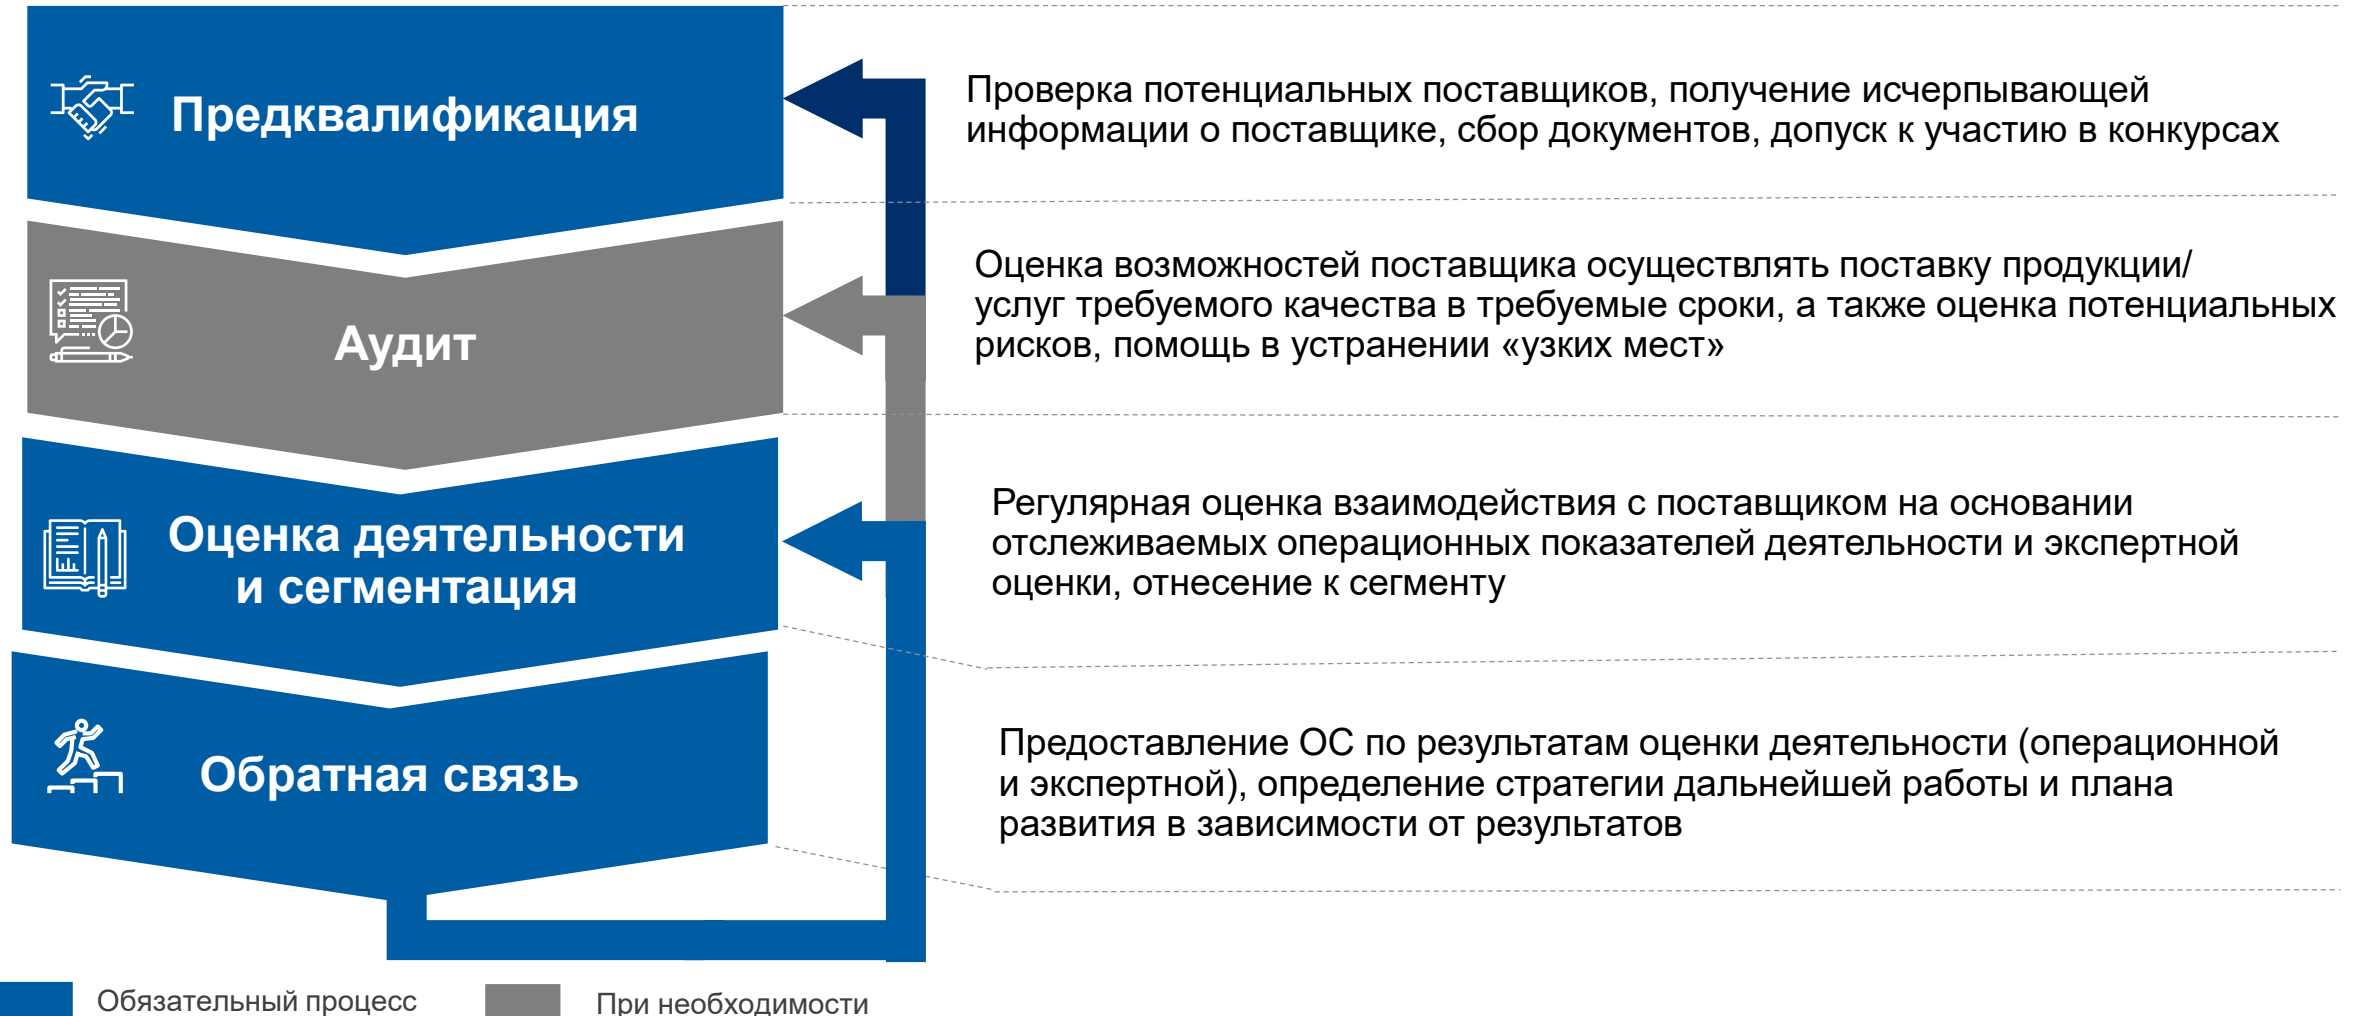 Предквалификация
Проверка потенциальных поставщиков, получение исчерпывающей
информации о поставщике, сбор документов, допуск к участию в конкурсах
Аудит
Оценка возможностей поставщика осуществлять поставку продукции/
услуг требуемого качества в требуемые сроки, а также оценка потенциальных
рисков, помощь в устранении «узких мест»
Оценка деятельности
и сегментация
Регулярная оценка взаимодействия с поставщиком на основании
отслеживаемых операционных показателей деятельности и экспертной
оценки, отнесение к сегменту
Обратная связь
Предоставление ОС по результатам оценки деятельности (операционной
и экспертной), определение стратегии дальнейшей работы и плана
развития в зависимости от результатов
Обязательный процесс
При необходимости